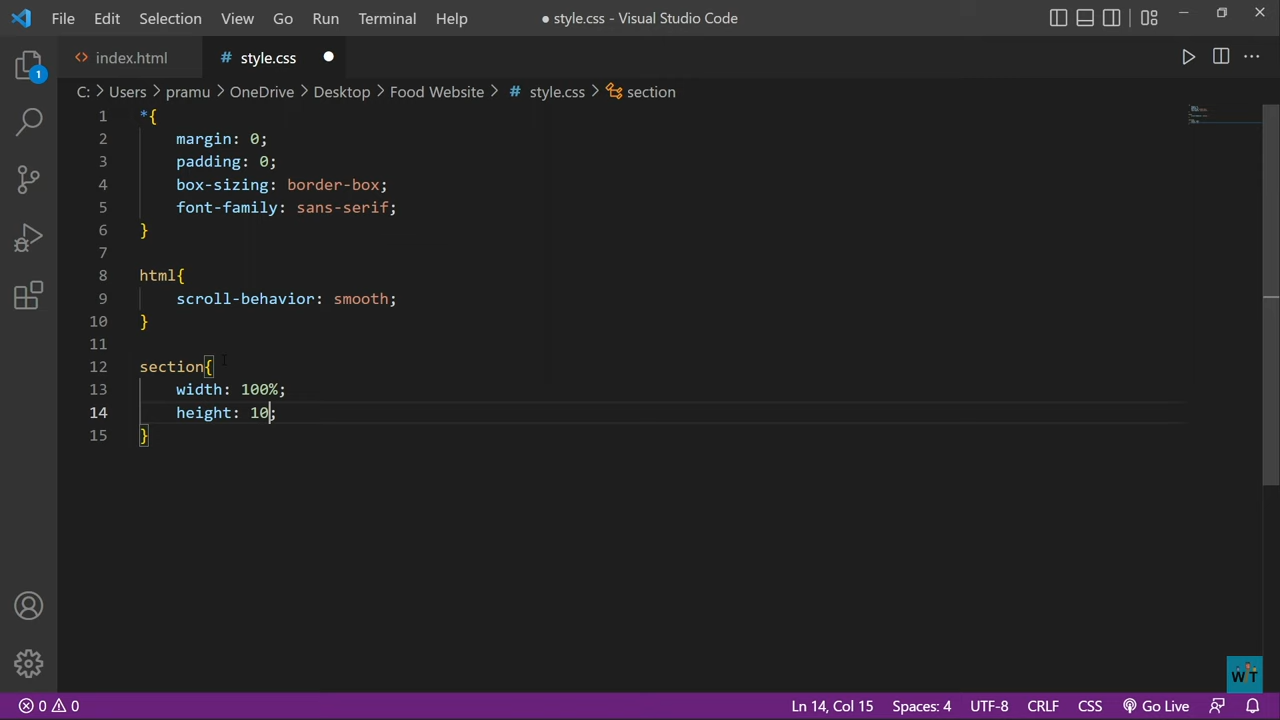 File Edit Selection View Go Run Terminal Help ● style.css - Visual Studio Code
index.html # style.css
1
C: > Users > pramu > OneDrive > Desktop > Food Website > # style.css > section
1 *{
2 margin: 0;
3 padding: 0;
4 box-sizing: border-box;
5 font-family: sans-serif;
6 }
7
8 html{
9 scroll-behavior: smooth;
10 }
11
12 section{
13 width: 100%;
14 height: 10;
15 }
WT
0 0 Ln 14, Col 15 Spaces: 4 UTF-8 CRLF CSS Go Live